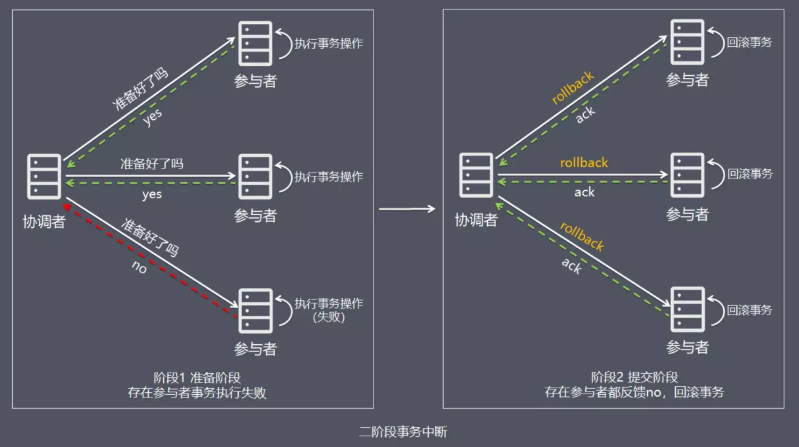 准备好了吗
yes
执行事务操作
参与者
准备好了吗
yes
执行事务操作
参与者
协调者
准备好了吗
no
执行事务操作
(失败)
参与者
阶段1 准备阶段
存在参与者事务执行失败
rollback
ack
回滚事务
参与者
rollback
ack
回滚事务
参与者
协调者
rollback
ack
回滚事务
参与者
阶段2 提交阶段
存在参与者都反馈no，回滚事务
二阶段事务中断